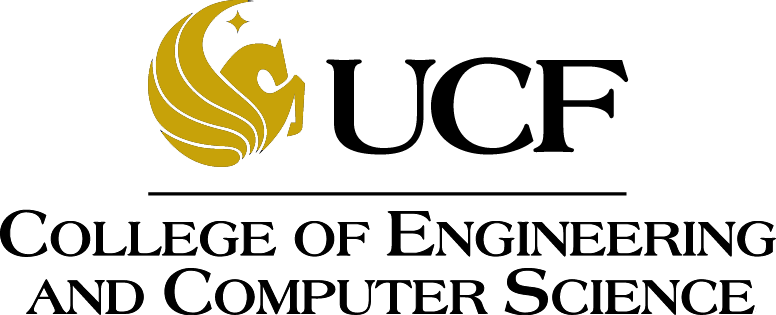 UCF
COLLEGE OF ENGINEERING
AND COMPUTER SCIENCE